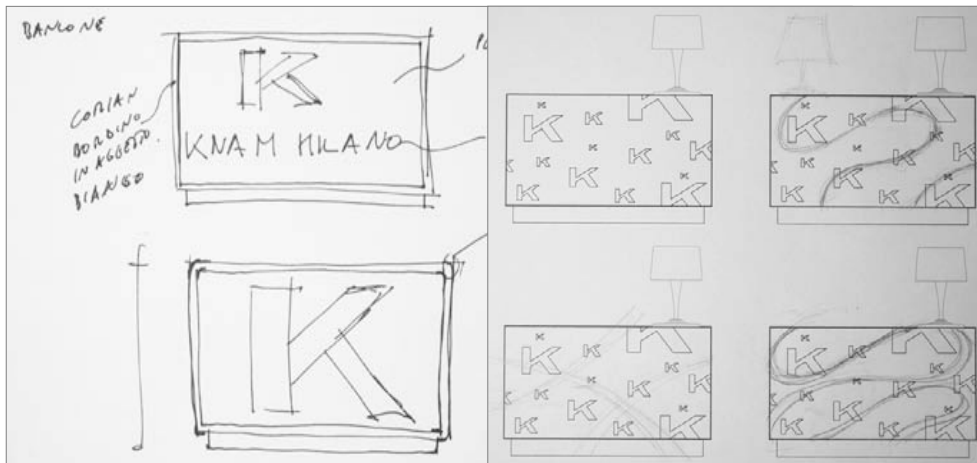 BANCONE
K
CORIAN
BORDINO
IN AGGETTO
BIANCO
KNAM MILANO
K